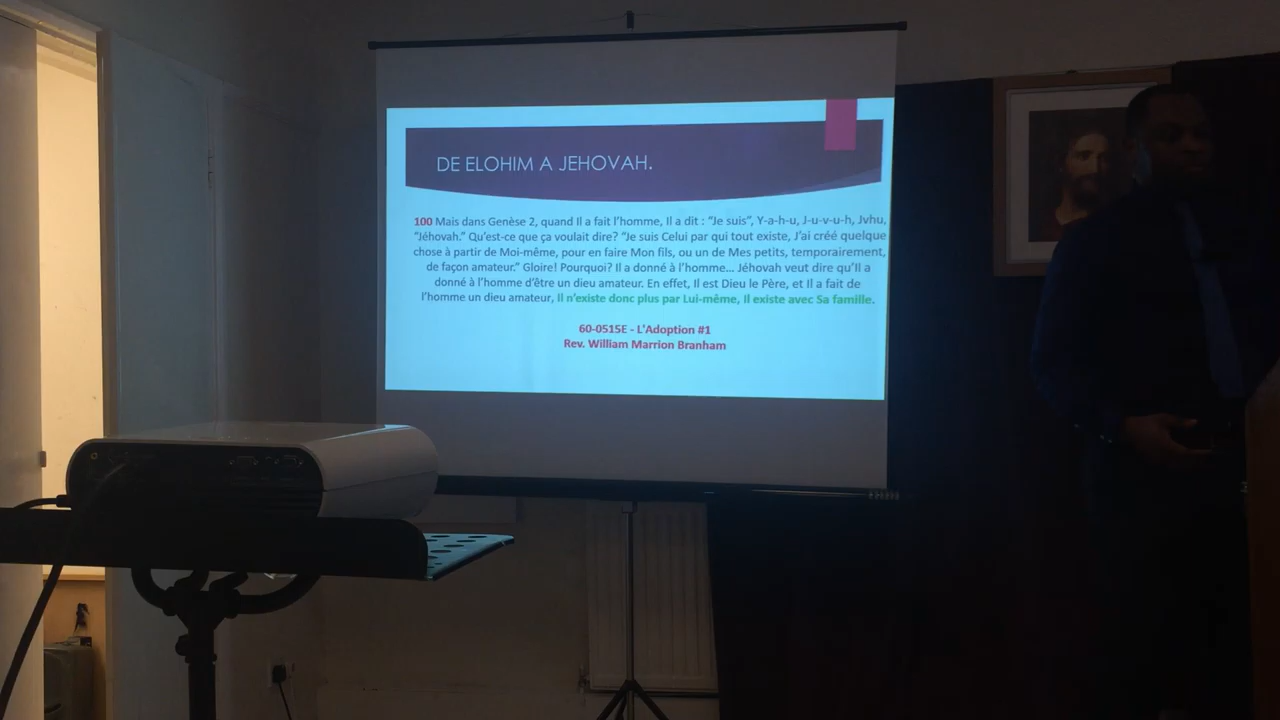 DE ELOHIM A JEHOVAH.
100 Mais dans Genèse 2, quand Il a fait l’homme, Il a dit : “Je suis”, Y-a-h-u, J-u-v-u-h, Jvhu,
“Jéhovah.” Qu’est-ce que ça voulait dire? “Je suis Celui par qui tout existe, J’ai créé quelque
chose à partir de Moi-même, pour en faire Mon fils, ou un de Mes petits, temporairement,
de façon amateur.” Gloire! Pourquoi? Il a donné à l’homme... Jéhovah veut dire qu’Il a
donné à l’homme d’être un dieu amateur. En effet, Il est Dieu le Père, et Il a fait de
l’homme un dieu amateur, Il n’existe donc plus par Lui-même, Il existe avec Sa famille.
60-0515E - L'Adoption #1
Rev. William Marrion Branham